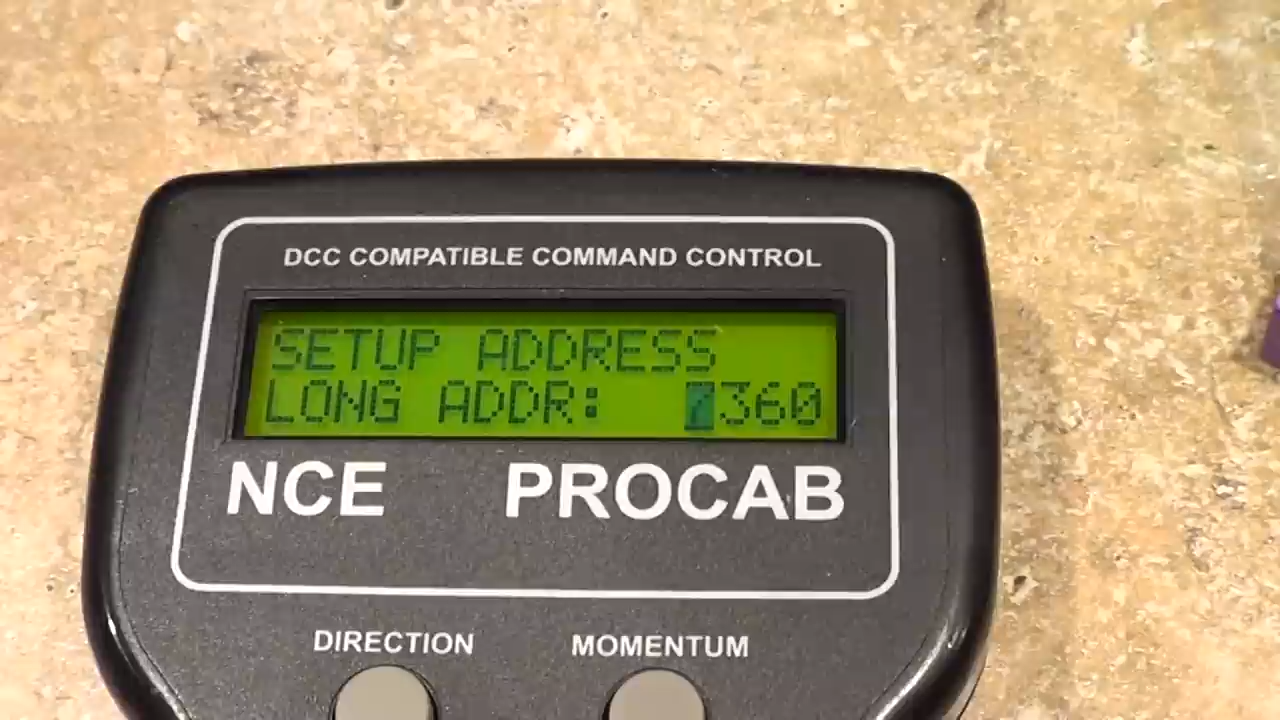 DCC COMPATIBLE COMMAND CONTROL
SETUP ADDRESS
LONG ADDR: 7360
NCE PROCAB
DIRECTION MOMENTUM